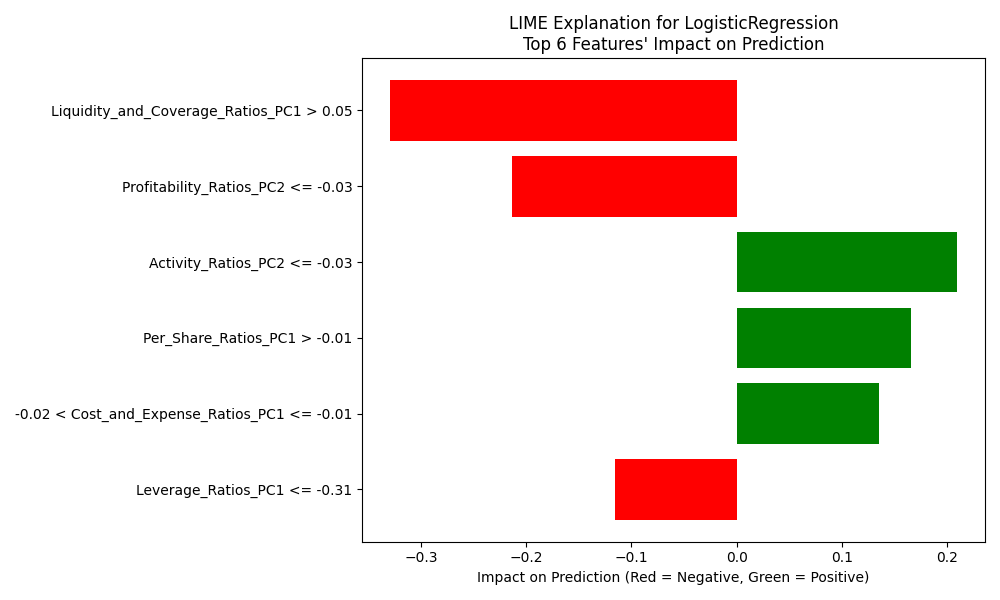 LIME Explanation for LogisticRegression
Top 6 Features' Impact on Prediction
Liquidity_and_Coverage_Ratios_PC1 > 0.05
Profitability_Ratios_PC2 <= -0.03
Activity_Ratios_PC2 <= -0.03
Per_Share_Ratios_PC1 > -0.01
-0.02 < Cost_and_Expense_Ratios_PC1 <= -0.01
Leverage_Ratios_PC1 <= -0.31
−0.3 −0.2 −0.1 0.0 0.1 0.2
Impact on Prediction (Red = Negative, Green = Positive)